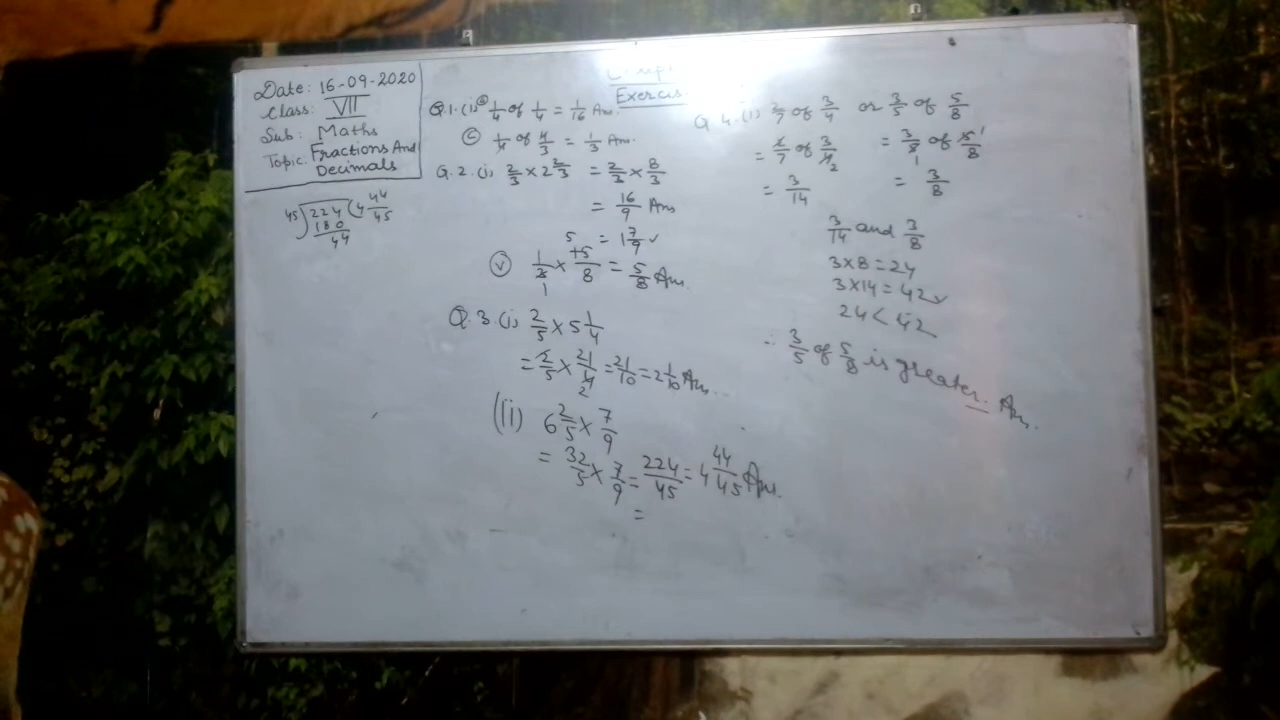 Date: 16-09-2020
Class: VII
Sub: Maths
Topic: Fractions And
Decimals
45)224(4 44/45
180
44
Exercis
Q.1.(i) 1/4 of 1/4 = 1/16 Ans.
(c) 1/4 of 4/3 = 1/3 Ans.
Q.2.(i) 2/3 × 2 2/3 = 2/3 × 8/3
= 16/9 Ans
= 1 7/9 ✓
(v) 1/3 × 15/8 = 5/8 Ans.
5
1
Q.3.(i) 2/5 × 5 1/4
= 2/5 × 21/4 = 21/10 = 2 1/10 Ans..
2
(ii) 6 2/5 × 7/9
= 32/5 × 7/9 = 224/45 = 4 44/45 Ans.
=
Q 4.(i) 2/7 of 3/4 or 3/5 of 5/8
= 2/7 of 3/4 2 = 3/5 of 5/8
1 1
= 3/14 = 3/8
3/14 and 3/8
3×8=24
3×14=42✓
24<42
∴ 3/5 of 5/8 is greater. Ans.